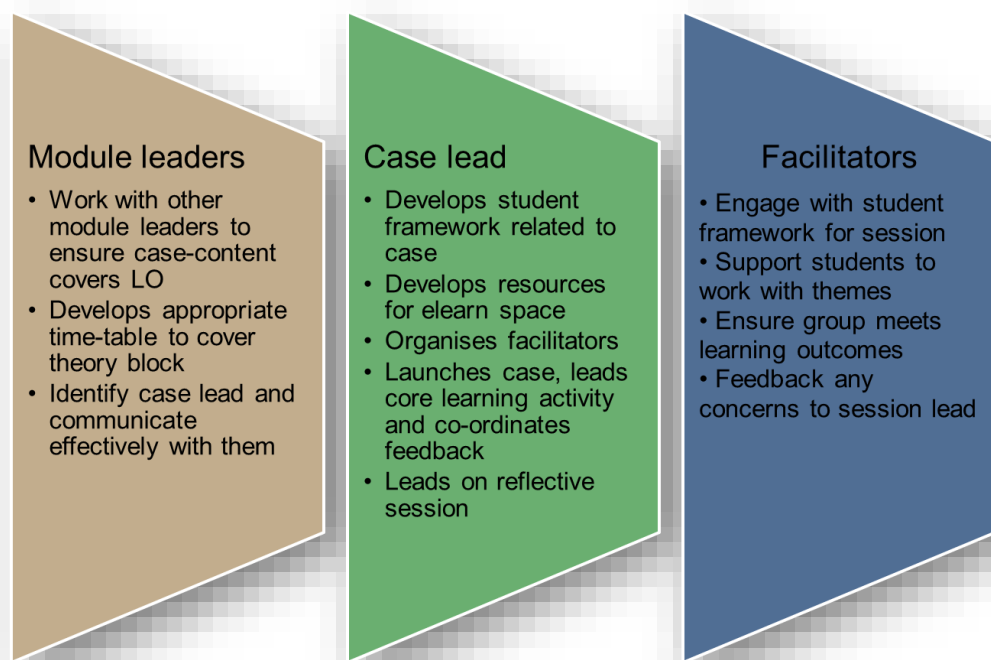 Module leaders
• Work with other
module leaders to
ensure case-content
covers LO
• Develops appropriate
time-table to cover
theory block
• Identify case lead and
communicate
effectively with them
Case lead
• Develops student
framework related to
case
• Develops resources
for elearn space
• Organises facilitators
• Launches case, leads
core learning activity
and co-ordinates
feedback
• Leads on reflective
session
Facilitators
• Engage with student
framework for session
• Support students to
work with themes
• Ensure group meets
learning outcomes
• Feedback any
concerns to session lead